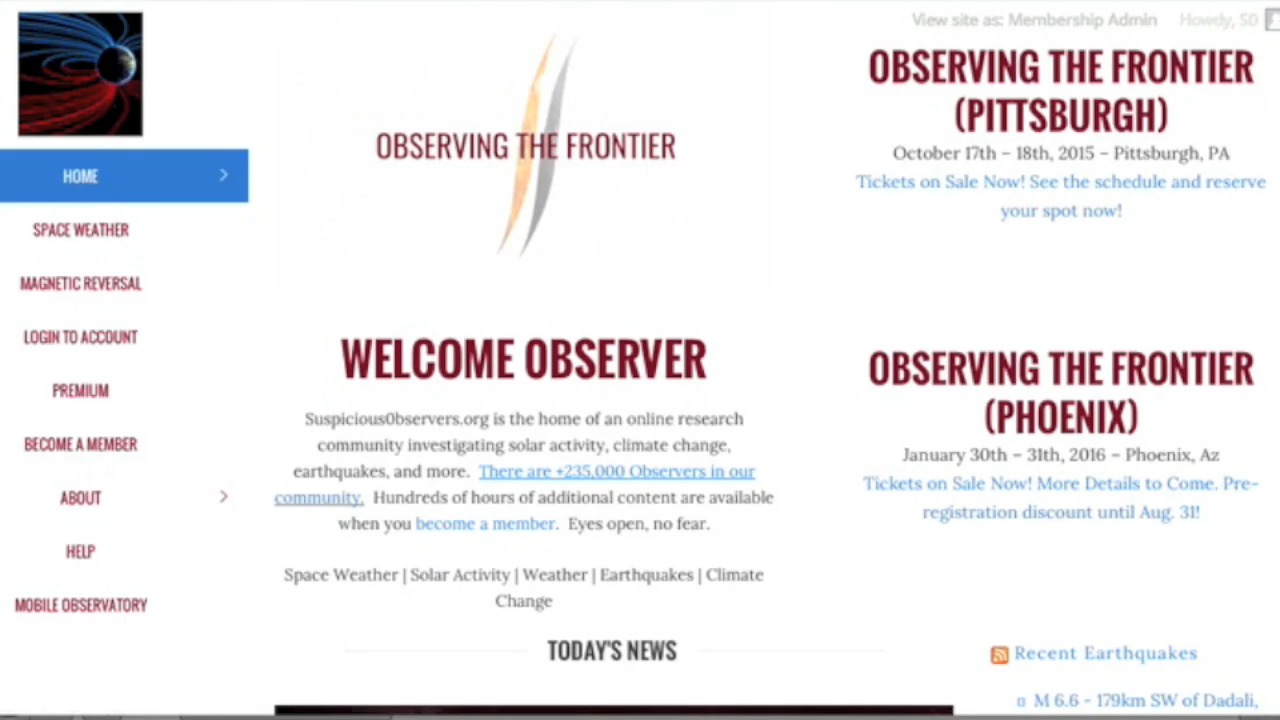 View site as: Membership Admin Howdy, S0
HOME
SPACE WEATHER
MAGNETIC REVERSAL
LOGIN TO ACCOUNT
PREMIUM
BECOME A MEMBER
ABOUT
HELP
MOBILE OBSERVATORY
OBSERVING THE FRONTIER
WELCOME OBSERVER
Suspicious0bservers.org is the home of an online research
community investigating solar activity, climate change,
earthquakes, and more. There are +235,000 Observers in our
community. Hundreds of hours of additional content are available
when you become a member. Eyes open, no fear.
Space Weather | Solar Activity | Weather | Earthquakes | Climate
Change
TODAY'S NEWS
OBSERVING THE FRONTIER
(PITTSBURGH)
October 17th – 18th, 2015 – Pittsburgh, PA
Tickets on Sale Now! See the schedule and reserve
your spot now!
OBSERVING THE FRONTIER
(PHOENIX)
January 30th – 31th, 2016 – Phoenix, Az
Tickets on Sale Now! More Details to Come. Pre-
registration discount until Aug. 31!
Recent Earthquakes
M 6.6 - 179km SW of Dadali,